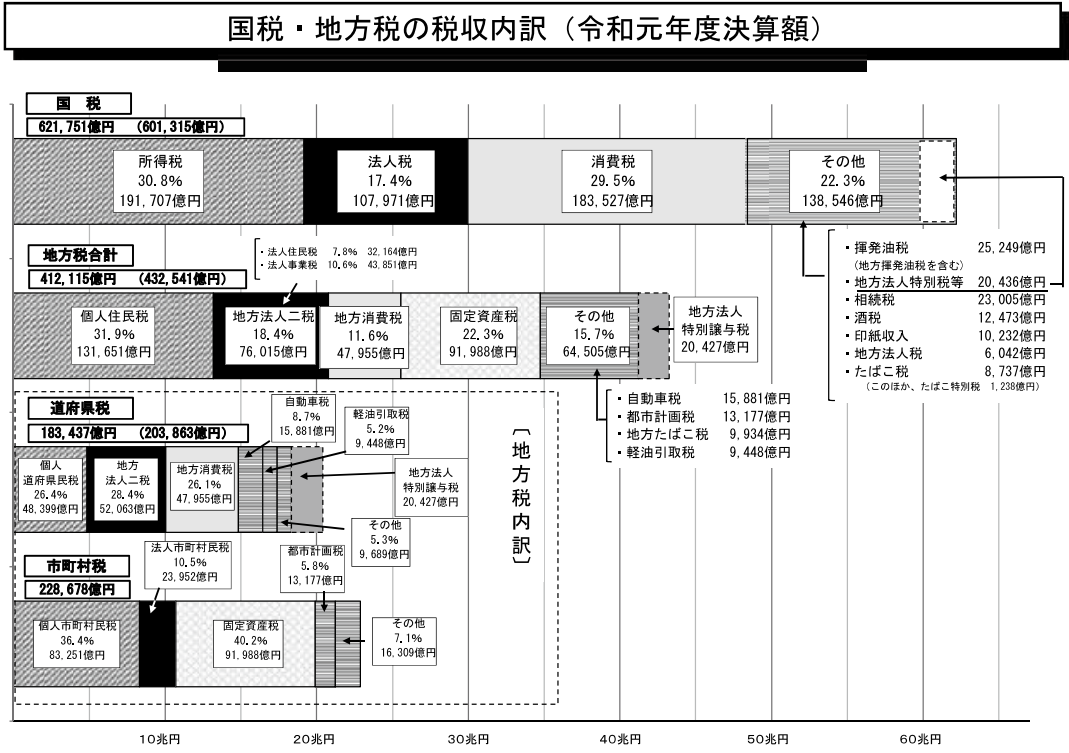 国税・地方税の税収内訳（令和元年度決算額）
国　税
621,751億円　（601,315億円）
所得税
30.8%
191,707億円
法人税
17.4%
107,971億円
消費税
29.5%
183,527億円
その他
22.3%
138,546億円
・揮発油税　25,249億円
（地方揮発油税を含む）
・地方法人特別税等　20,436億円
・相続税　23,005億円
・酒税　12,473億円
・印紙収入　10,232億円
・地方法人税　6,042億円
・たばこ税　8,737億円
（このほか、たばこ特別税　1,238億円）
地方税合計
412,115億円（432,541億円）
・法人住民税　7.8%　32,164億円
・法人事業税　10.6%　43,851億円
個人住民税
31.9%
131,651億円
地方法人二税
18.4%
76,015億円
地方消費税
11.6%
47,955億円
固定資産税
22.3%
91,988億円
その他
15.7%
64,505億円
地方法人
特別譲与税
20,427億円
・自動車税　15,881億円
・都市計画税　13,177億円
・地方たばこ税　9,934億円
・軽油引取税　9,448億円
道府県税
183,437億円　（203,863億円）
個人
道府県民税
26.4%
48,399億円
地方
法人二税
28.4%
52,063億円
地方消費税
26.1%
47,955億円
自動車税
8.7%
15,881億円
軽油引取税
5.2%
9,448億円
その他
5.3%
9,689億円
地方法人
特別譲与税
20,427億円
〔地方税内訳〕
市町村税
228,678億円
個人市町村民税
36.4%
83,251億円
法人市町村民税
10.5%
23,952億円
固定資産税
40.2%
91,988億円
都市計画税
5.8%
13,177億円
その他
7.1%
16,309億円
10兆円
20兆円
30兆円
40兆円
50兆円
60兆円